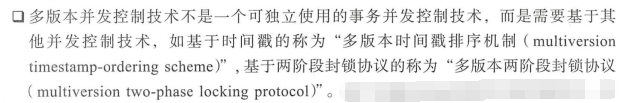 ❑ 多版本并发控制技术不是一个可独立使用的事务并发控制技术，而是需要基于其
他并发控制技术，如基于时间戳的称为“多版本时间戳排序机制（multiversion
timestamp-ordering scheme）”,基于两阶段封锁协议的称为“多版本两阶段封锁协议
（multiversion two-phase locking protocol）”。